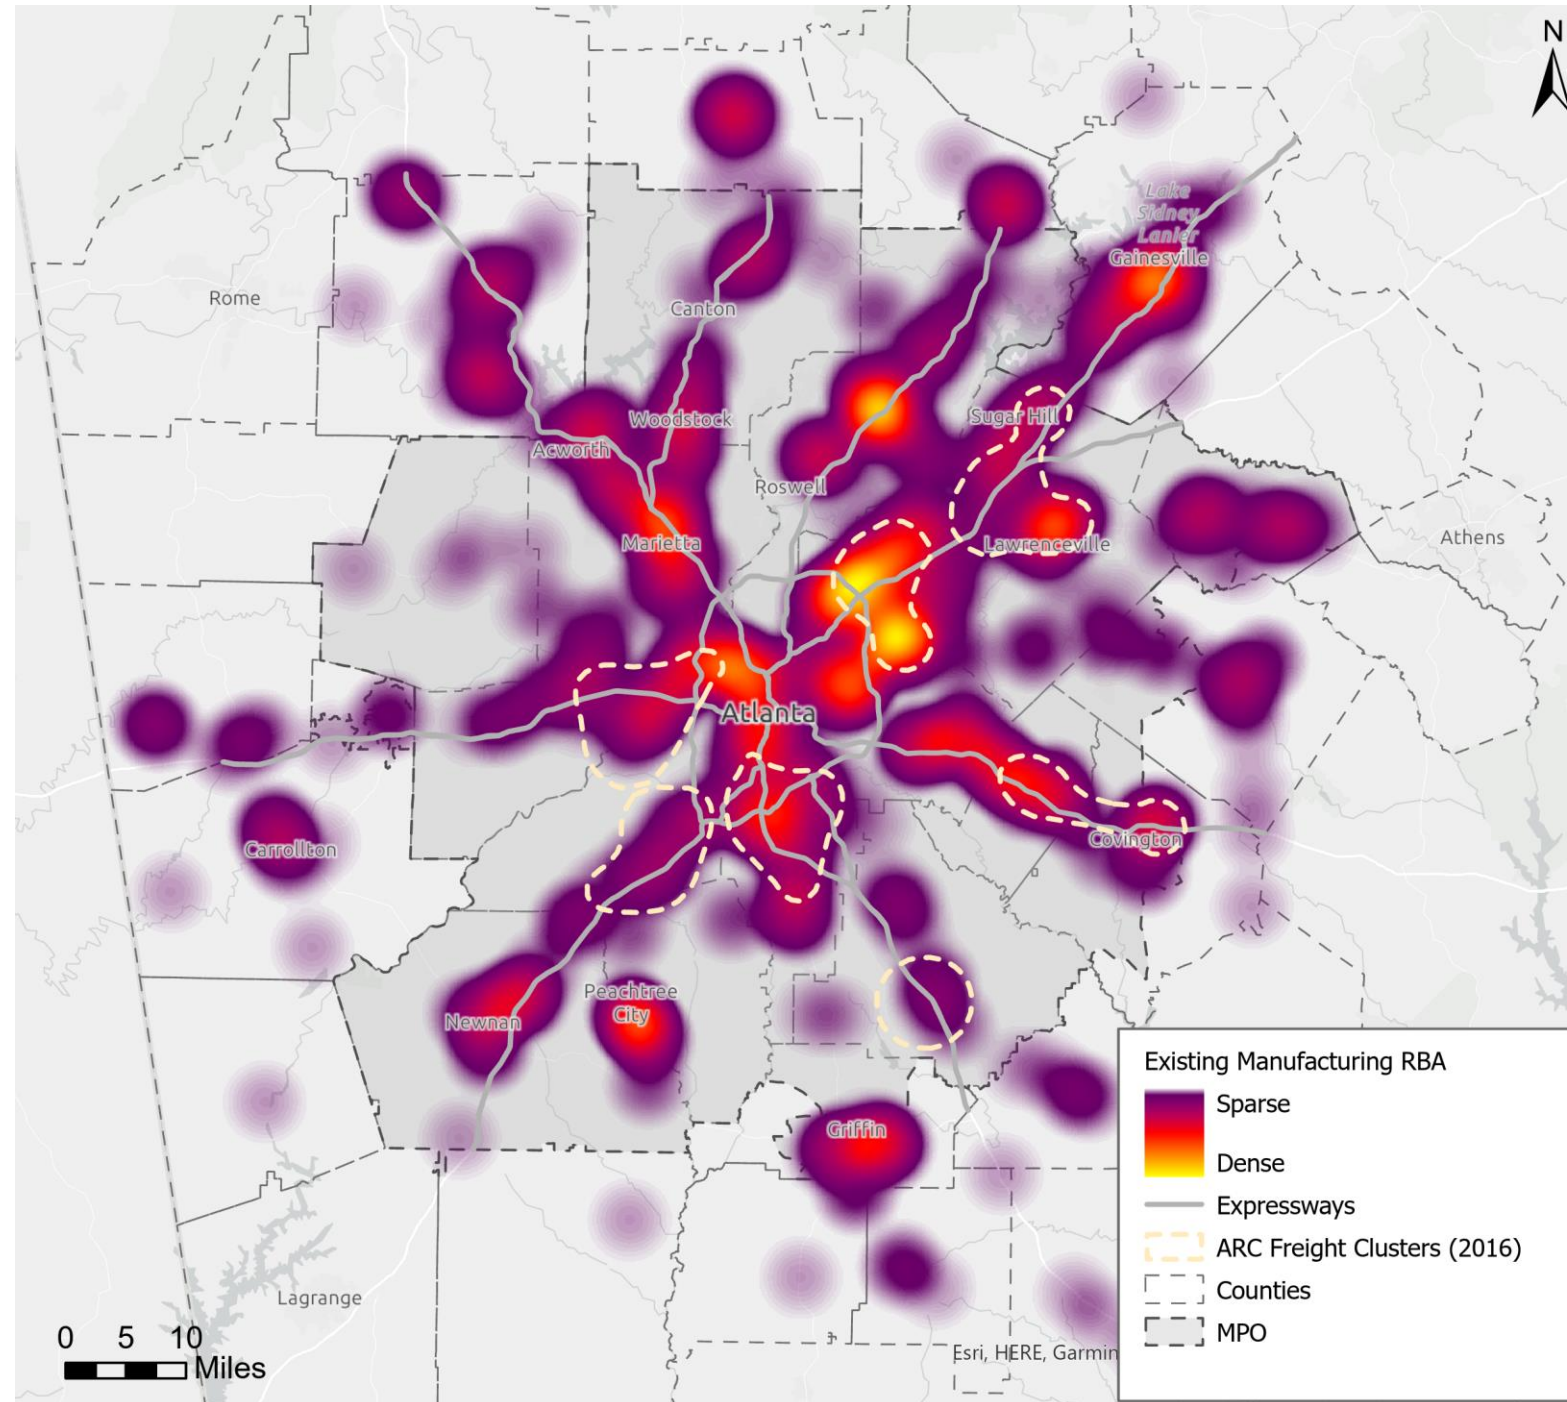 N
Lake
Sidney
Lanier
Gainesville
Rome
Canton
Woodstock
Sugar Hill
Acworth
Roswell
Marietta
Lawrenceville
Athens
Atlanta
Carrollton
Covington
Peachtree
City
Newnan
Griffin
Lagrange
Existing Manufacturing RBA
Sparse
Dense
Expressways
ARC Freight Clusters (2016)
Counties
MPO
0 5 10
Miles
Esri, HERE, Garmin